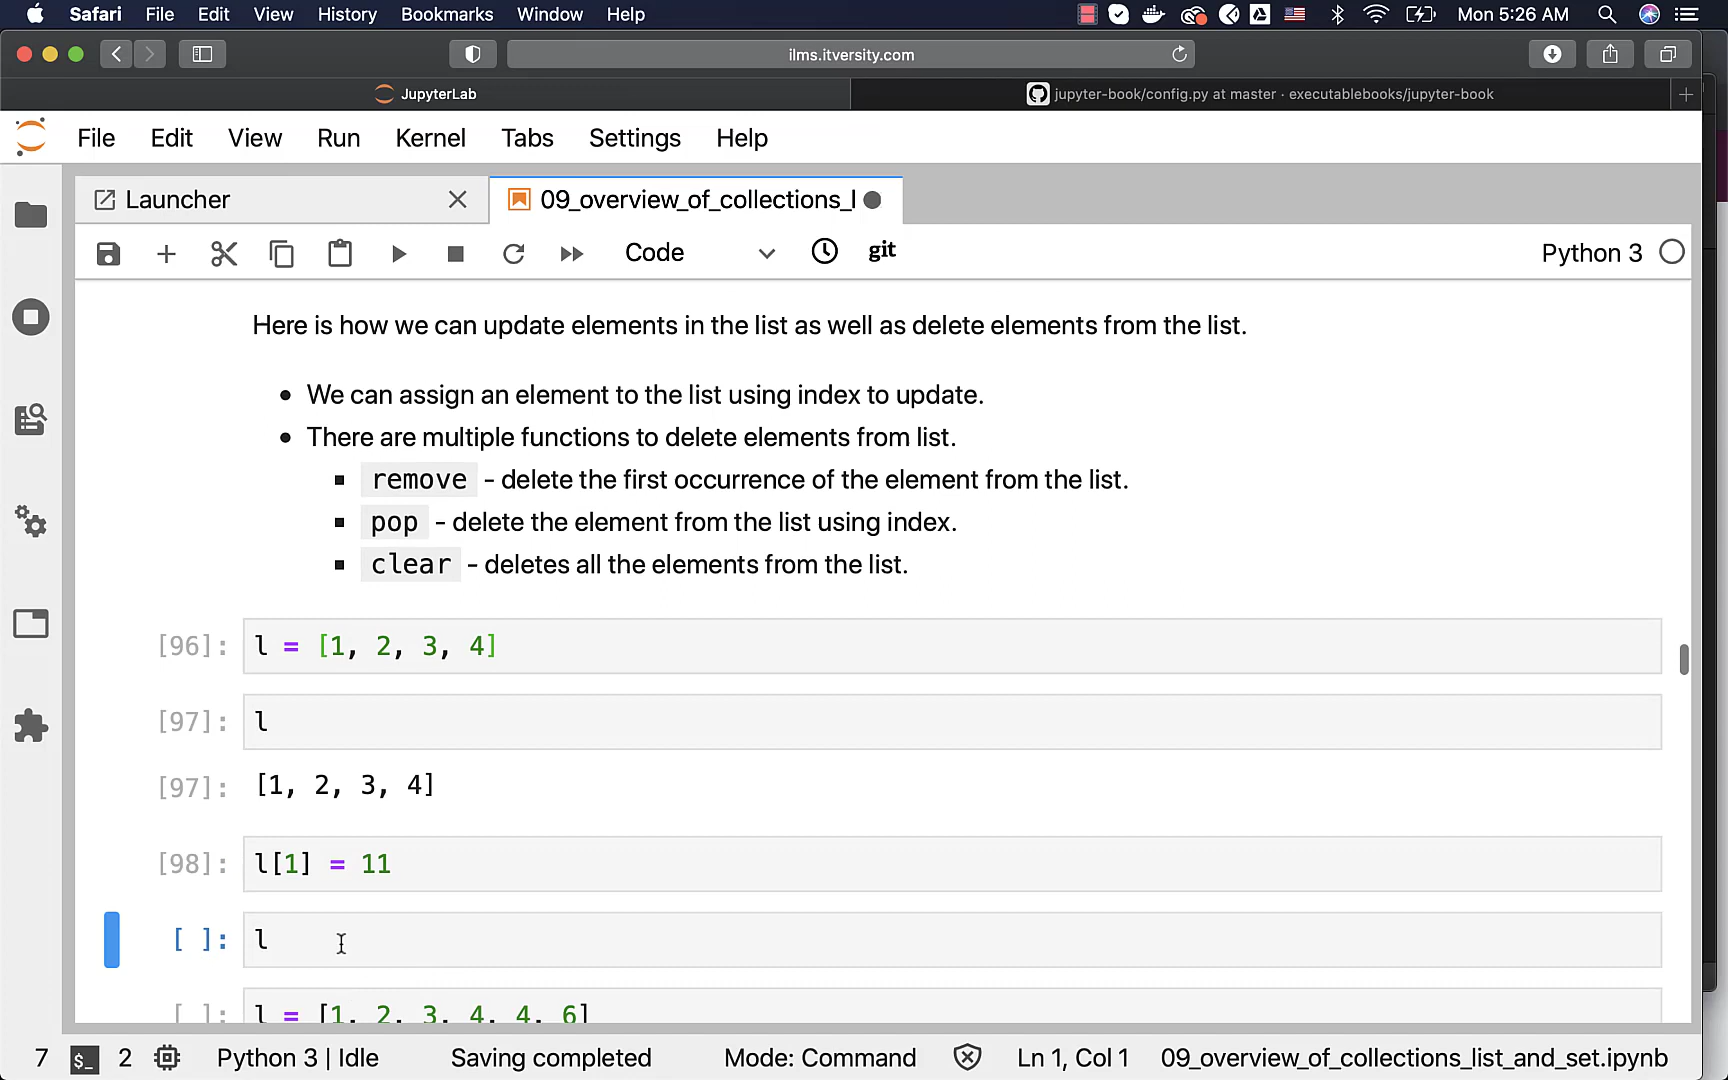 Safari File Edit View History Bookmarks Window Help Mon 5:26 AM
ilms.itversity.com
JupyterLab jupyter-book/config.py at master · executablebooks/jupyter-book
File Edit View Run Kernel Tabs Settings Help
Launcher 09_overview_of_collections_l
Code git Python 3
Here is how we can update elements in the list as well as delete elements from the list.
• We can assign an element to the list using index to update.
• There are multiple functions to delete elements from list.
▪ remove - delete the first occurrence of the element from the list.
▪ pop - delete the element from the list using index.
▪ clear - deletes all the elements from the list.
[96]: l = [1, 2, 3, 4]
[97]: l
[97]: [1, 2, 3, 4]
[98]: l[1] = 11
[ ]: l
[ ]: l = [1, 2, 3, 4, 4, 6]
7 $_ 2 Python 3 | Idle Saving completed Mode: Command Ln 1, Col 1 09_overview_of_collections_list_and_set.ipynb